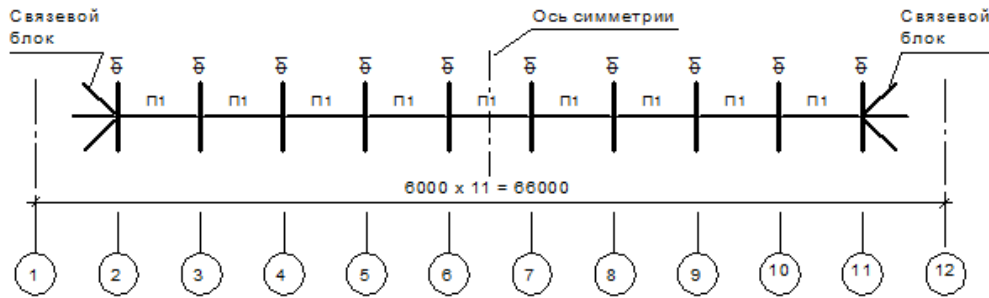 Связевой
блок
Ось симметрии
Связевой
блок
П1 П1 П1 П1 П1 П1 П1 П1 П1
6000 x 11 = 66000
1 2 3 4 5 6 7 8 9 10 11 12